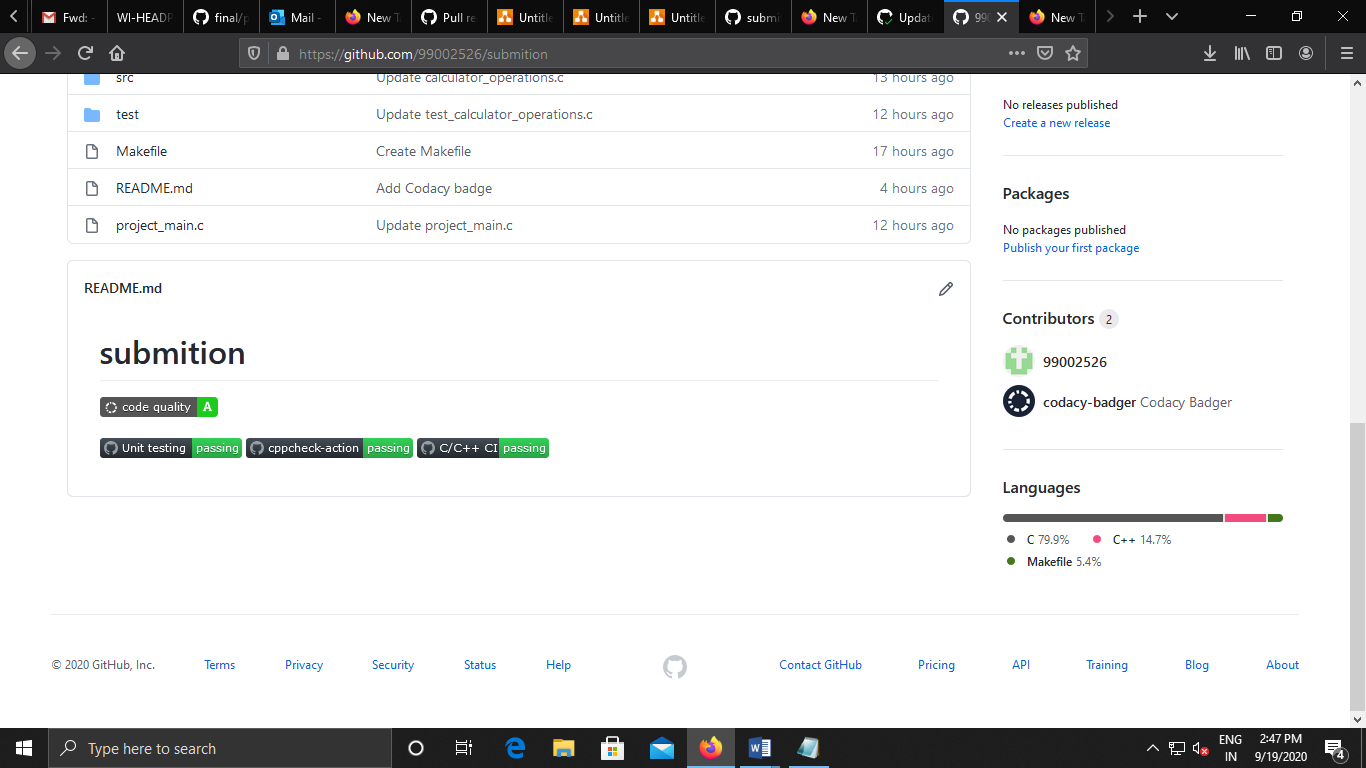 Fwd: WI-HEADP final/p Mail - New T Pull re Untitle Untitle Untitle submi New T Updat 990 New T
https://github.com/99002526/submition
src Update calculator_operations.c 13 hours ago
test Update test_calculator_operations.c 12 hours ago
Makefile Create Makefile 17 hours ago
README.md Add Codacy badge 4 hours ago
project_main.c Update project_main.c 12 hours ago
README.md
submition
code quality A
Unit testing passing cppcheck-action passing C/C++ CI passing
No releases published
Create a new release
Packages
No packages published
Publish your first package
Contributors 2
99002526
codacy-badger Codacy Badger
Languages
C 79.9% C++ 14.7%
Makefile 5.4%
© 2020 GitHub, Inc. Terms Privacy Security Status Help Contact GitHub Pricing API Training Blog About
Type here to search
ENG
IN
2:47 PM
9/19/2020
4